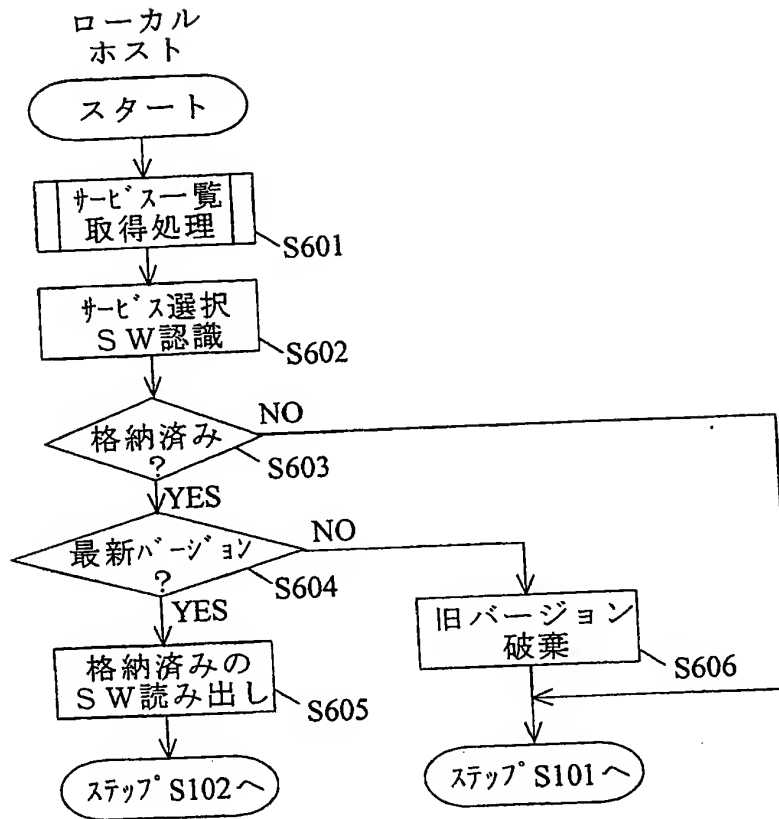 ローカル
ホスト
スタート
ｻｰﾋﾞｽ一覧
取得処理
S601
ｻｰﾋﾞｽ選択
ＳＷ認識
S602
格納済み
？
NO
S603
YES
最新ﾊﾞｰｼﾞｮﾝ
？
NO
S604
YES
格納済みの
ＳＷ読み出し
S605
旧バージョン
破棄
S606
ｽﾃｯﾌﾟS102へ
ｽﾃｯﾌﾟS101へ